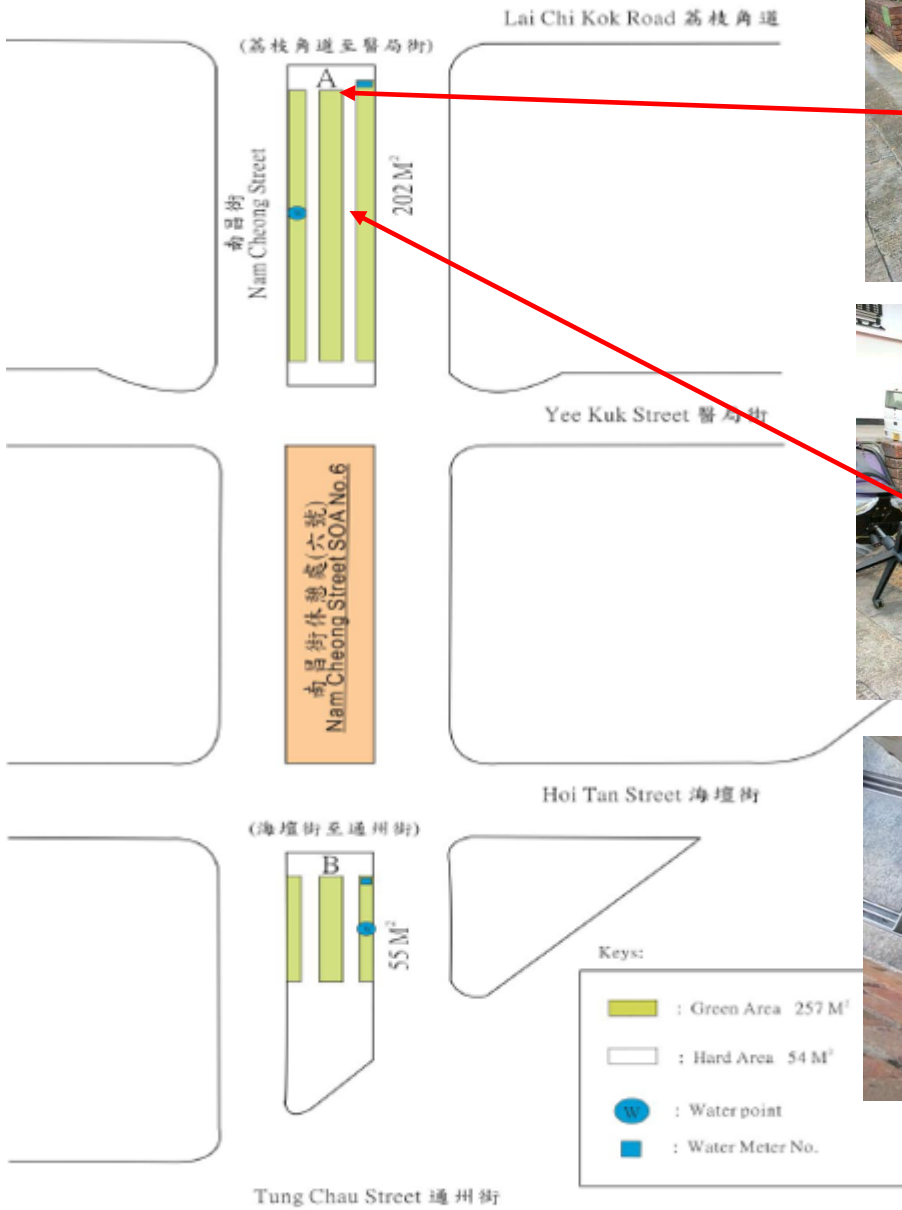 Lai Chi Kok Road 荔枝角道
(荔枝角道至醫局街)
A
南昌街
Nam Cheong Street
202 M²
Yee Kuk Street 醫局街
南昌街休憩處(六號)
Nam Cheong Street SOA No.6
Hoi Tan Street 海壇街
(海壇街至通州街)
B
55 M²
Keys:
: Green Area 257 M²
: Hard Area 54 M²
W : Water point
: Water Meter No.
Tung Chau Street 通州街